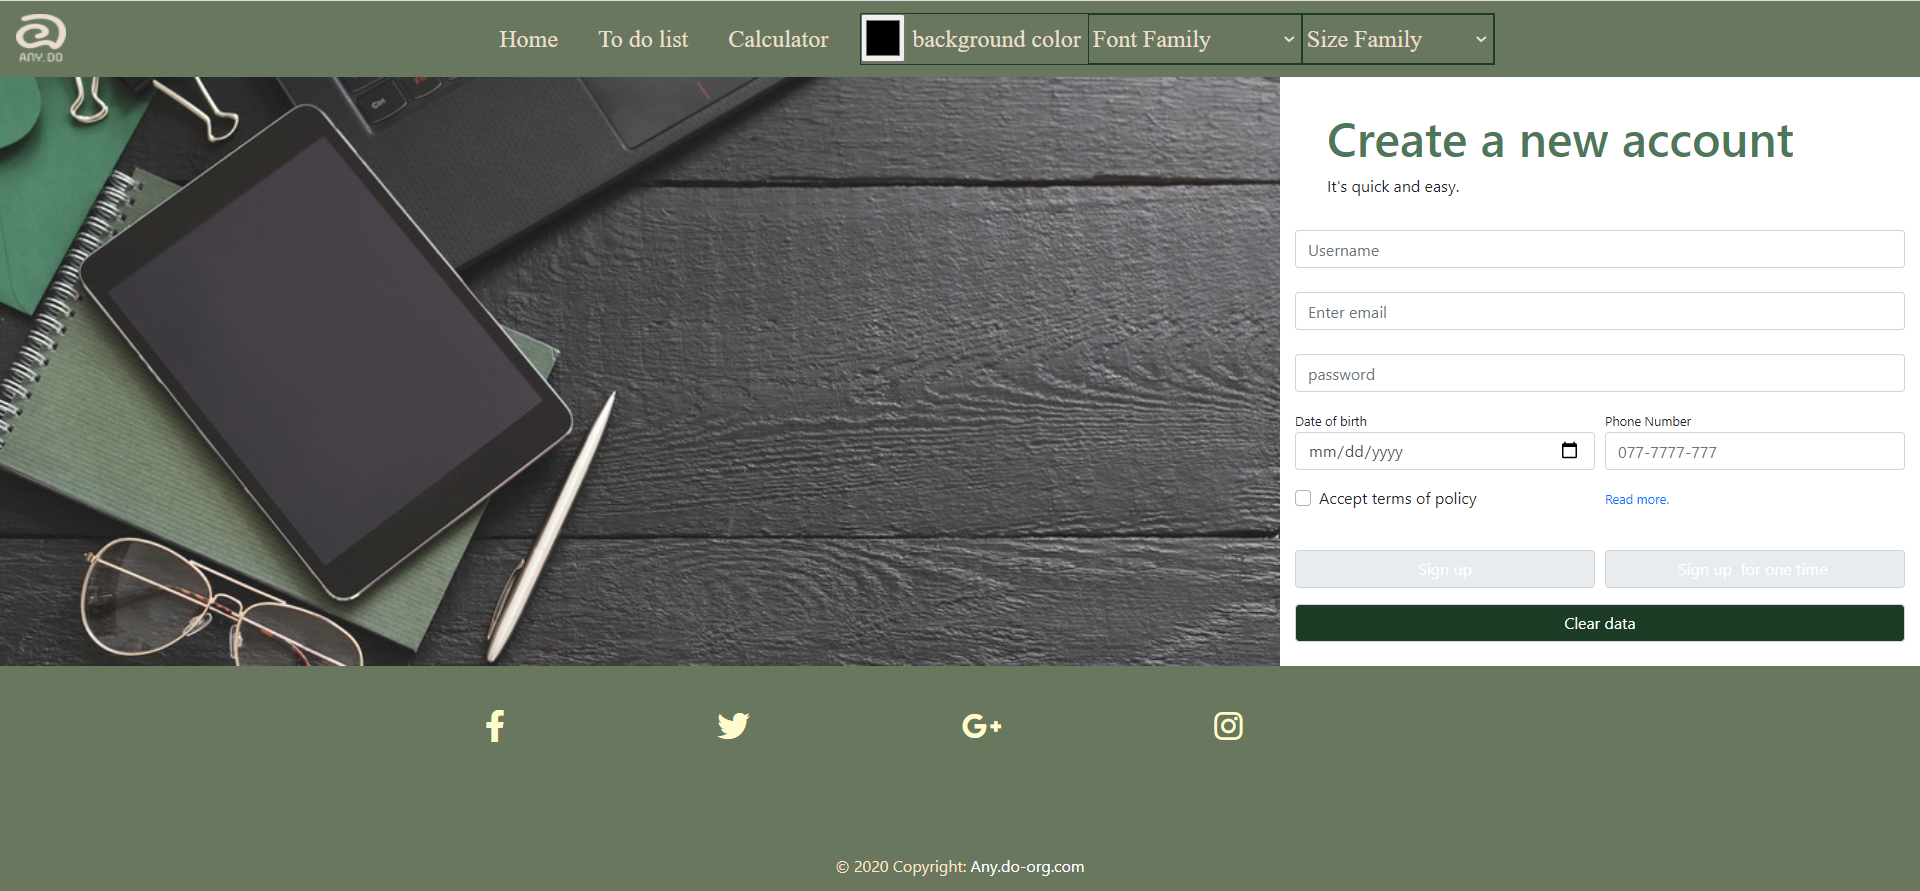 ANY.DO
Home To do list Calculator background color Font Family Size Family
Ctrl
Create a new account
It's quick and easy.
Username
Enter email
password
Date of birth Phone Number
mm/dd/yyyy 077-7777-777
Accept terms of policy Read more.
Sign up Sign up for one time
Clear data
© 2020 Copyright: Any.do-org.com